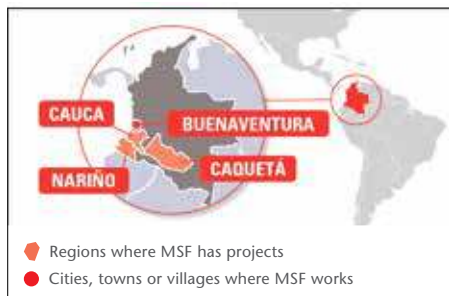 CAUCA
BUENAVENTURA
CAQUETÁ
NARIÑO
Regions where MSF has projects
Cities, towns or villages where MSF works